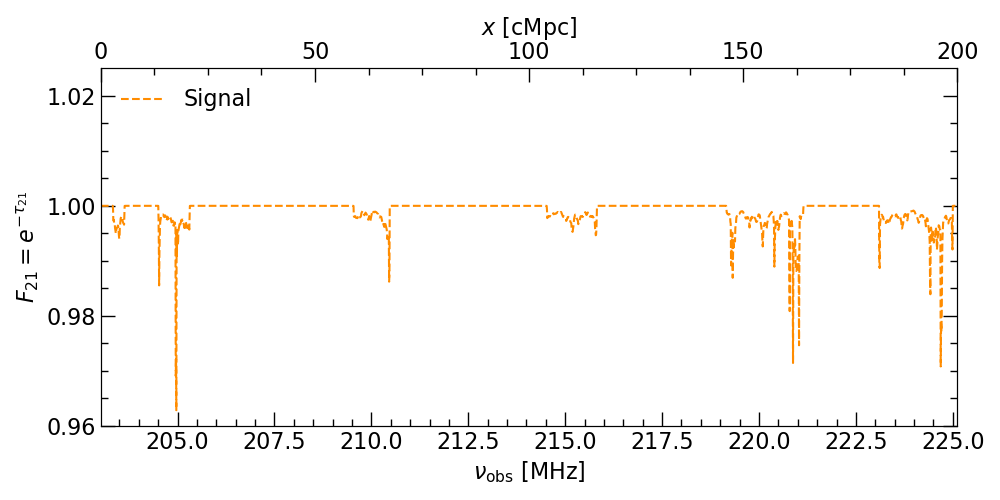 x [cMpc]
0 50 100 150 200
Signal
1.02
1.00
0.98
0.96
F₂₁ = e^{-τ₂₁}
205.0 207.5 210.0 212.5 215.0 217.5 220.0 222.5 225.0
ν_obs [MHz]